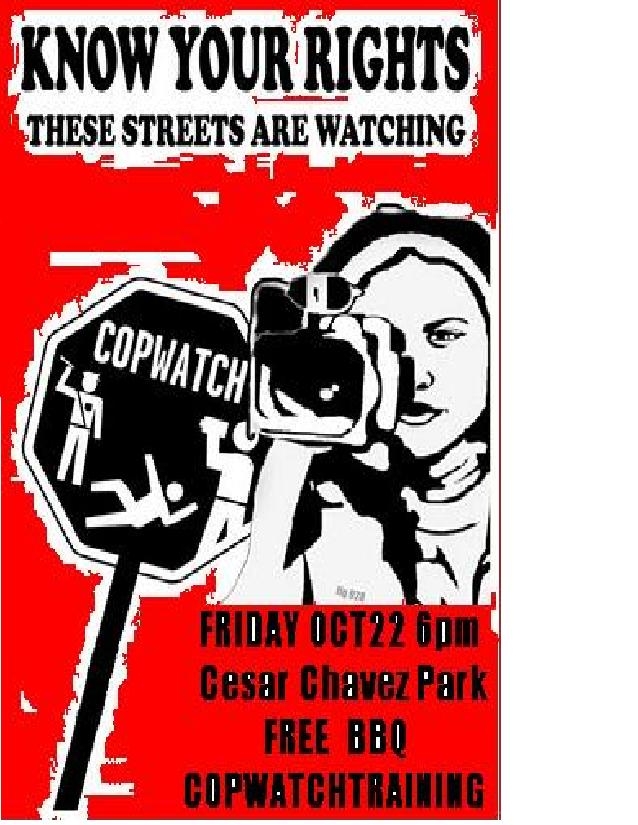 KNOW YOUR RIGHTS
THESE STREETS ARE WATCHING
COPWATCH
FRIDAY OCT22 6pm
Cesar Chavez Park
FREE BBQ
COPWATCHTRAINING